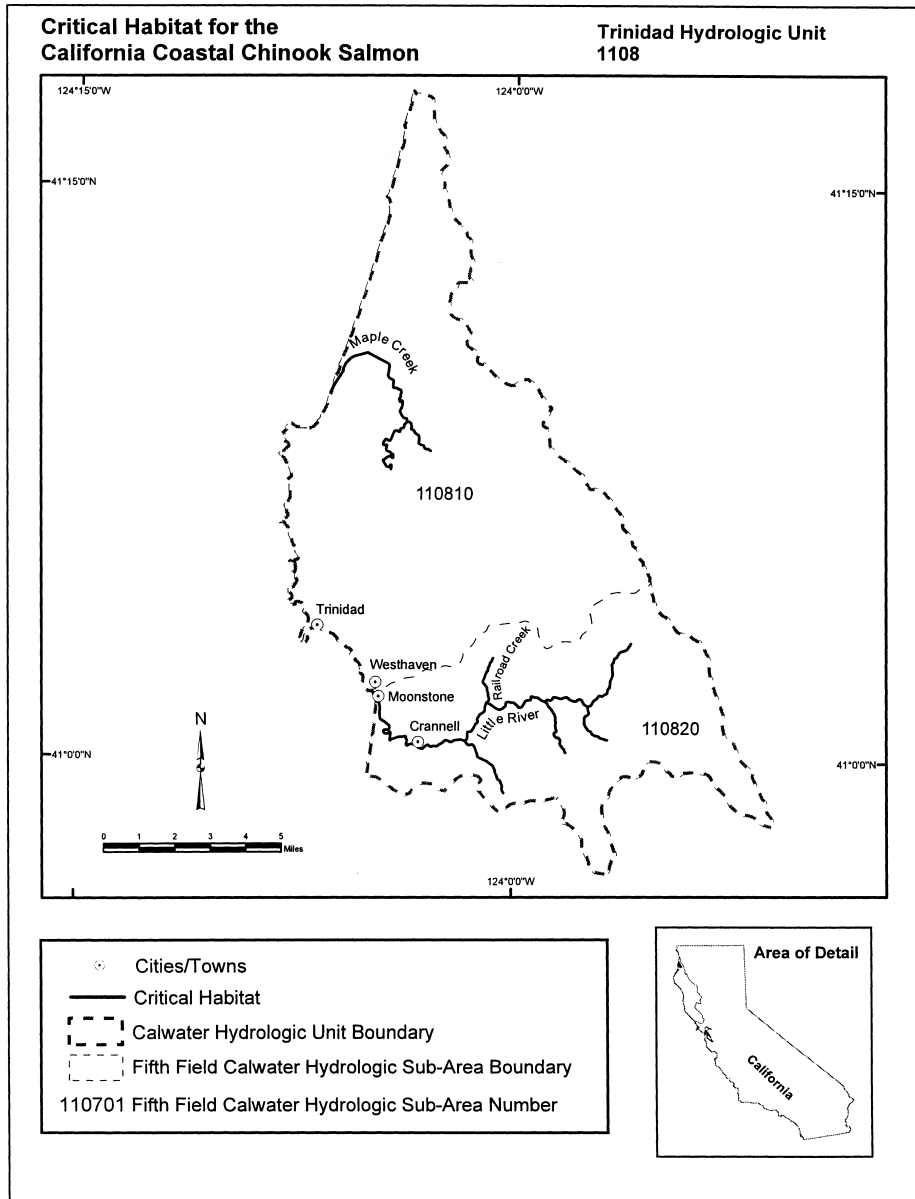 Critical Habitat for the
California Coastal Chinook Salmon
Trinidad Hydrologic Unit
1108
124°15'0"W
124°0'0"W
41°15'0"N
41°15'0"N
Maple Creek
110810
Trinidad
Westhaven
Moonstone
Railroad Creek
Crannell
Little River
110820
N
41°0'0"N
41°0'0"N
0 1 2 3 4 5
Miles
124°0'0"W
Cities/Towns
Critical Habitat
Calwater Hydrologic Unit Boundary
Fifth Field Calwater Hydrologic Sub-Area Boundary
110701 Fifth Field Calwater Hydrologic Sub-Area Number
Area of Detail
California